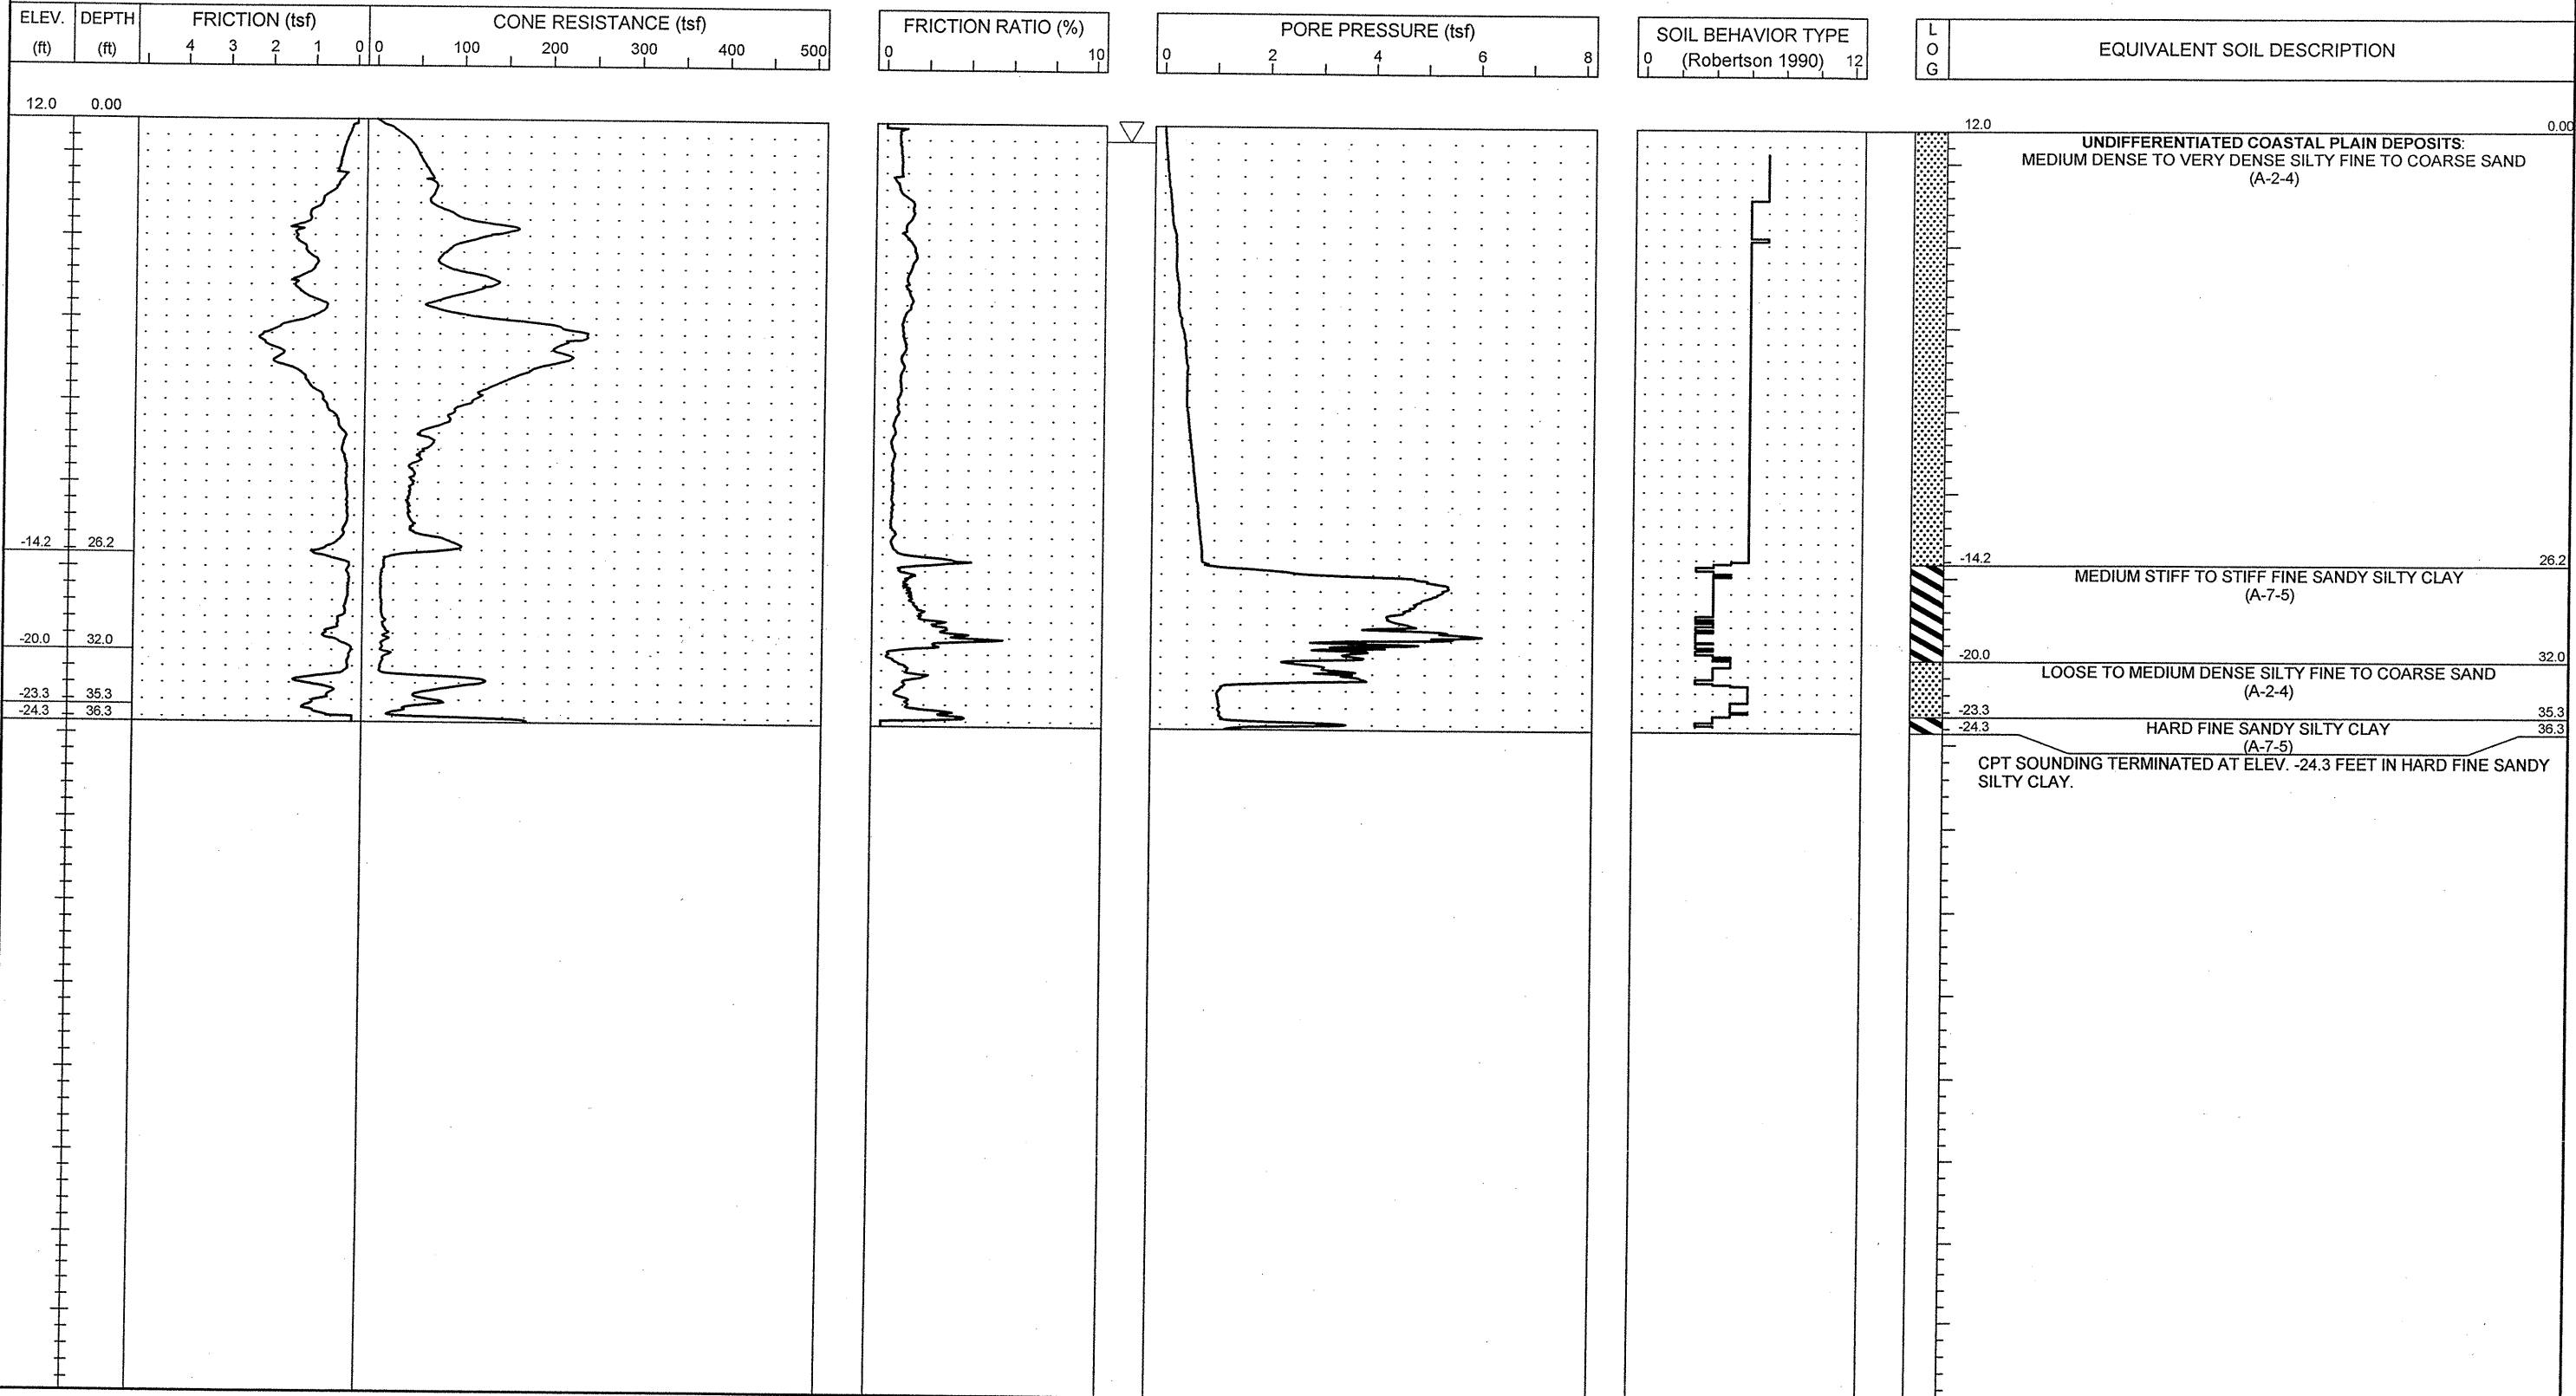 ELEV.
(ft)
DEPTH
(ft)
FRICTION (tsf)
4 3 2 1 0
CONE RESISTANCE (tsf)
0 100 200 300 400 500
FRICTION RATIO (%)
0 10
PORE PRESSURE (tsf)
0 2 4 6 8
SOIL BEHAVIOR TYPE
(Robertson 1990)
0 12
L
O
G
EQUIVALENT SOIL DESCRIPTION
12.0 0.00
-14.2 26.2
-20.0 32.0
-23.3 35.3
-24.3 36.3
12.0 0.00
UNDIFFERENTIATED COASTAL PLAIN DEPOSITS:
MEDIUM DENSE TO VERY DENSE SILTY FINE TO COARSE SAND
(A-2-4)
-14.2 26.2
MEDIUM STIFF TO STIFF FINE SANDY SILTY CLAY
(A-7-5)
-20.0 32.0
LOOSE TO MEDIUM DENSE SILTY FINE TO COARSE SAND
(A-2-4)
-23.3 35.3
-24.3 HARD FINE SANDY SILTY CLAY 36.3
(A-7-5)
CPT SOUNDING TERMINATED AT ELEV. -24.3 FEET IN HARD FINE SANDY
SILTY CLAY.